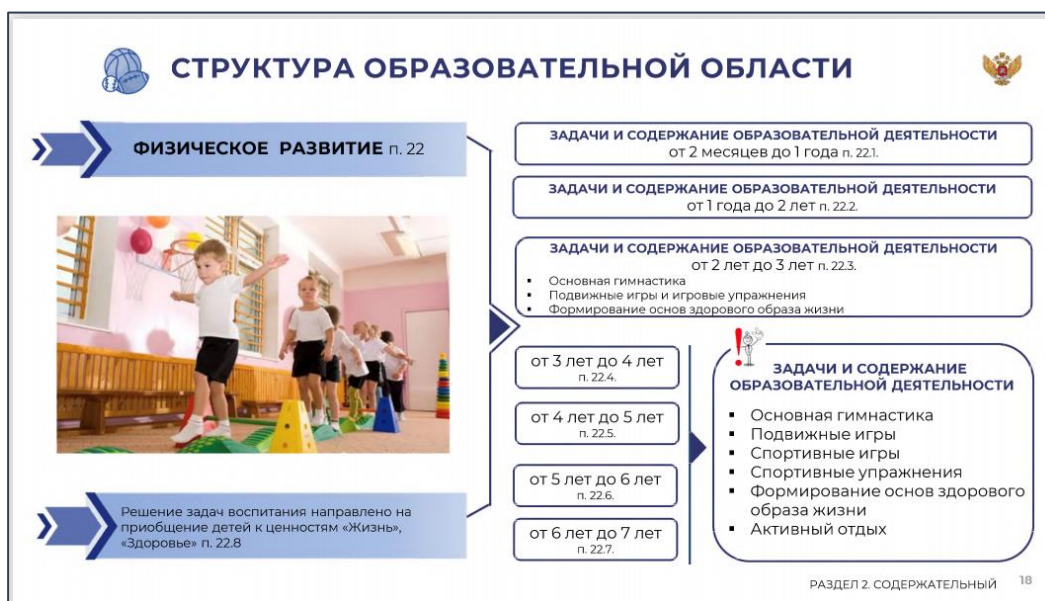 СТРУКТУРА ОБРАЗОВАТЕЛЬНОЙ ОБЛАСТИ
ФИЗИЧЕСКОЕ РАЗВИТИЕ п. 22
Решение задач воспитания направлено на
приобщение детей к ценностям «Жизнь»,
«Здоровье» п. 22.8
ЗАДАЧИ И СОДЕРЖАНИЕ ОБРАЗОВАТЕЛЬНОЙ ДЕЯТЕЛЬНОСТИ
от 2 месяцев до 1 года п. 22.1.
ЗАДАЧИ И СОДЕРЖАНИЕ ОБРАЗОВАТЕЛЬНОЙ ДЕЯТЕЛЬНОСТИ
от 1 года до 2 лет п. 22.2.
ЗАДАЧИ И СОДЕРЖАНИЕ ОБРАЗОВАТЕЛЬНОЙ ДЕЯТЕЛЬНОСТИ
от 2 лет до 3 лет п. 22.3.
▪ Основная гимнастика
▪ Подвижные игры и игровые упражнения
▪ Формирование основ здорового образа жизни
от 3 лет до 4 лет
п. 22.4.
от 4 лет до 5 лет
п. 22.5.
от 5 лет до 6 лет
п. 22.6.
от 6 лет до 7 лет
п. 22.7.
ЗАДАЧИ И СОДЕРЖАНИЕ
ОБРАЗОВАТЕЛЬНОЙ ДЕЯТЕЛЬНОСТИ
▪ Основная гимнастика
▪ Подвижные игры
▪ Спортивные игры
▪ Спортивные упражнения
▪ Формирование основ здорового
образа жизни
▪ Активный отдых
РАЗДЕЛ 2. СОДЕРЖАТЕЛЬНЫЙ 18